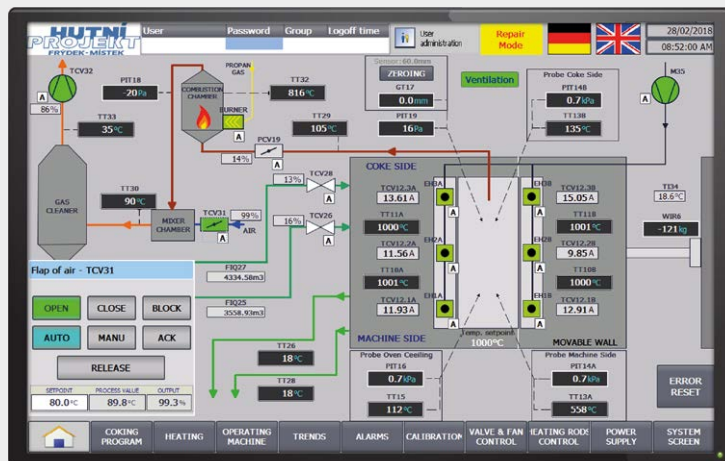 HUTNÍ
PROJEKT
FRÝDEK-MÍSTEK
User Password Group Logoff time
User
administration
Repair
Mode
28/02/2018
08:52:00 AM
TCV32
A
86%
TT33
35°C
PIT18
-20Pa
COMBUSTION
CHAMBER
PROPAN
GAS
BURNER
A
TT32
816°C
TT29
105°C
PCV19
14%
A
Sensor:60.0mm
ZEROING
GT17
0.0mm
PIT19
16Pa
Ventilation
Probe Coke Side
PIT14B
0.7kPa
TT13B
135°C
M35
A
GAS
CLEANER
TT30
90°C
MIXER
CHAMBER
TCV31
99%
AIR
A
13%
TCV28
A
16%
TCV26
A
FIQ27
4334.58m3
FIQ25
3558.93m3
COKE SIDE
TCV12.3A
13.61A
EH3A
A
TT11A
1000°C
TCV12.2A
11.56A
EH2A
A
TT10A
1001°C
TCV12.1A
11.93A
EH1A
A
EH3B
A
TCV12.3B
15.05A
TT11B
1001°C
EH2B
A
TCV12.2B
9.85A
TT10B
1000°C
EH1B
A
TCV12.1B
12.91A
Temp. setpoint
1000°C
MACHINE SIDE
MOVABLE WALL
TI34
18.6°C
WIR6
-121kg
TT26
18°C
TT28
18°C
Probe Oven Ceeiling
PIT16
0.7kPa
TT15
112°C
Probe Machine Side
PIT14A
0.7kPa
TT13A
558°C
ERROR
RESET
Flap of air - TCV31
OPEN CLOSE BLOCK
AUTO MANU ACK
RELEASE
SETPOINT PROCESS VALUE OUTPUT
80.0°C 89.8°C 99.3%
COKING
PROGRAM
HEATING
OPERATING
MACHINE
TRENDS
ALARMS
CALIBRATION
VALVE & FAN
CONTROL
HEATING RODS
CONTROL
POWER
SUPPLY
SYSTEM
SCREEN